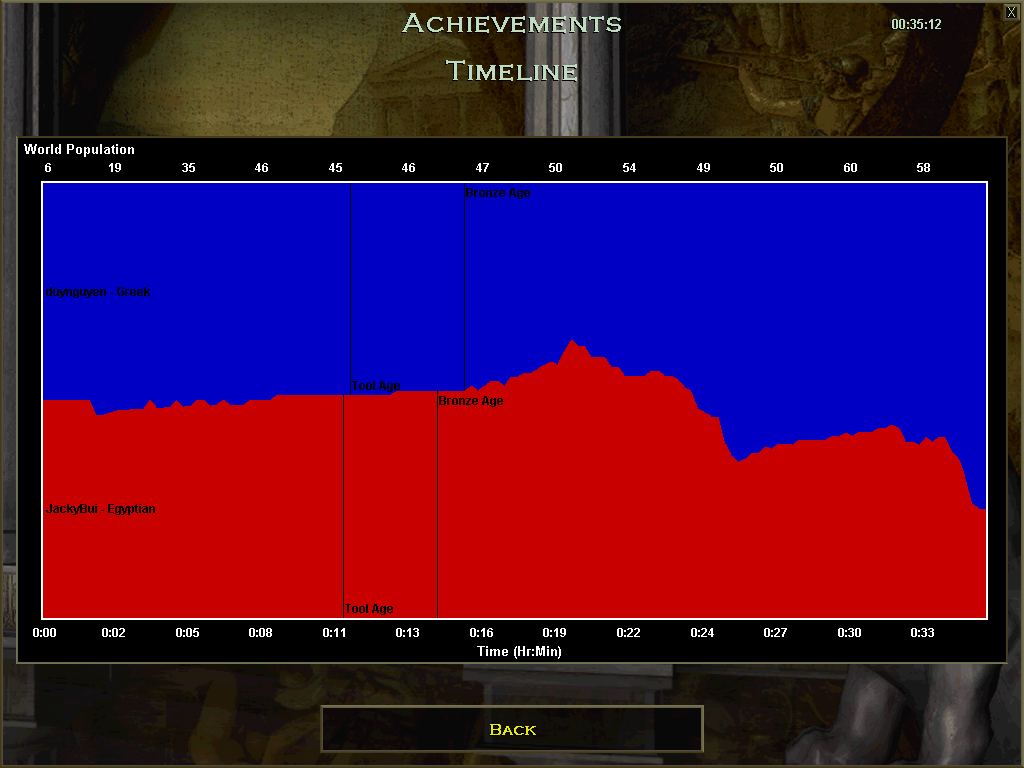 Achievements
00:35:12
X
Timeline
World Population
6 19 35 46 45 46 47 50 54 49 50 60 58
Bronze Age
duynguyen - Greek
Tool Age
Bronze Age
JackyBui - Egyptian
Tool Age
0:00 0:02 0:05 0:08 0:11 0:13 0:16 0:19 0:22 0:24 0:27 0:30 0:33
Time (Hr:Min)
Back